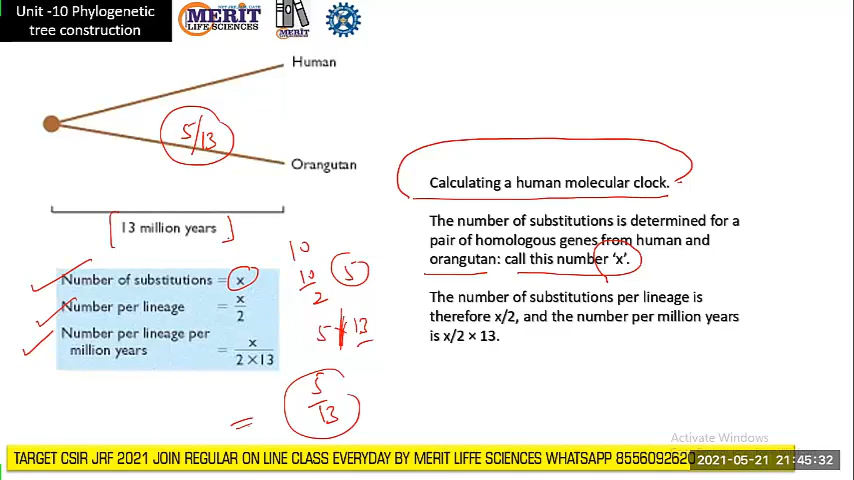 Unit -10 Phylogenetic
tree construction
MERIT
LIFE SCIENCES
MERIT
Human
5/13
Orangutan
13 million years
Calculating a human molecular clock.
The number of substitutions is determined for a
pair of homologous genes from human and
orangutan: call this number ‘x’.
The number of substitutions per lineage is
therefore x/2, and the number per million years
is x/2 × 13.
Number of substitutions = x
Number per lineage = x
2
Number per lineage per
million years = x
2 × 13
10
10
2
5
5 13
= 5
13
Activate Windows
TARGET CSIR JRF 2021 JOIN REGULAR ON LINE CLASS EVERYDAY BY MERIT LIFFE SCIENCES WHATSAPP 8556092620
2021-05-21 21:45:32